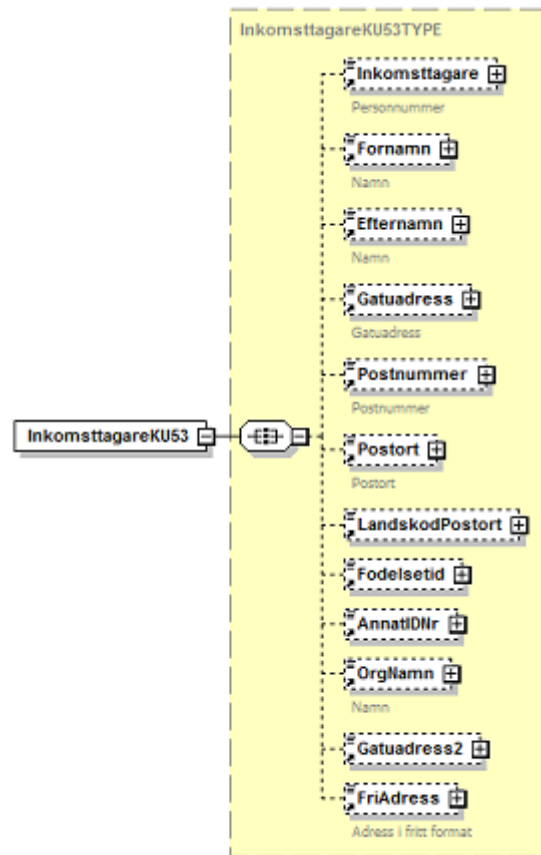 InkomsttagareKU53TYPE
Inkomsttagare
Personnummer
Fornamn
Namn
Efternamn
Namn
Gatuadress
Gatuadress
Postnummer
Postnummer
InkomsttagareKU53
Postort
Postort
LandskodPostort
Fodelsetid
AnnatIDNr
OrgNamn
Namn
Gatuadress2
FriAdress
Adress i fritt format